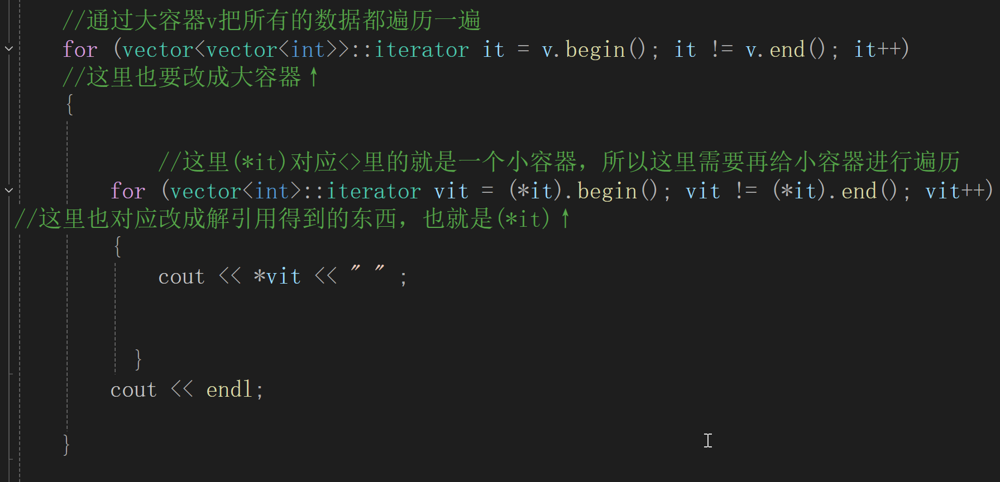 //通过大容器v把所有的数据都遍历一遍
for (vector<vector<int>>::iterator it = v.begin(); it != v.end(); it++)
//这里也要改成大容器↑
{
//这里(*it)对应<>里的就是一个小容器，所以这里需要再给小容器进行遍历
for (vector<int>::iterator vit = (*it).begin(); vit != (*it).end(); vit++)
//这里也对应改成解引用得到的东西，也就是(*it)↑
{
cout << *vit << " " ;
}
cout << endl;
}